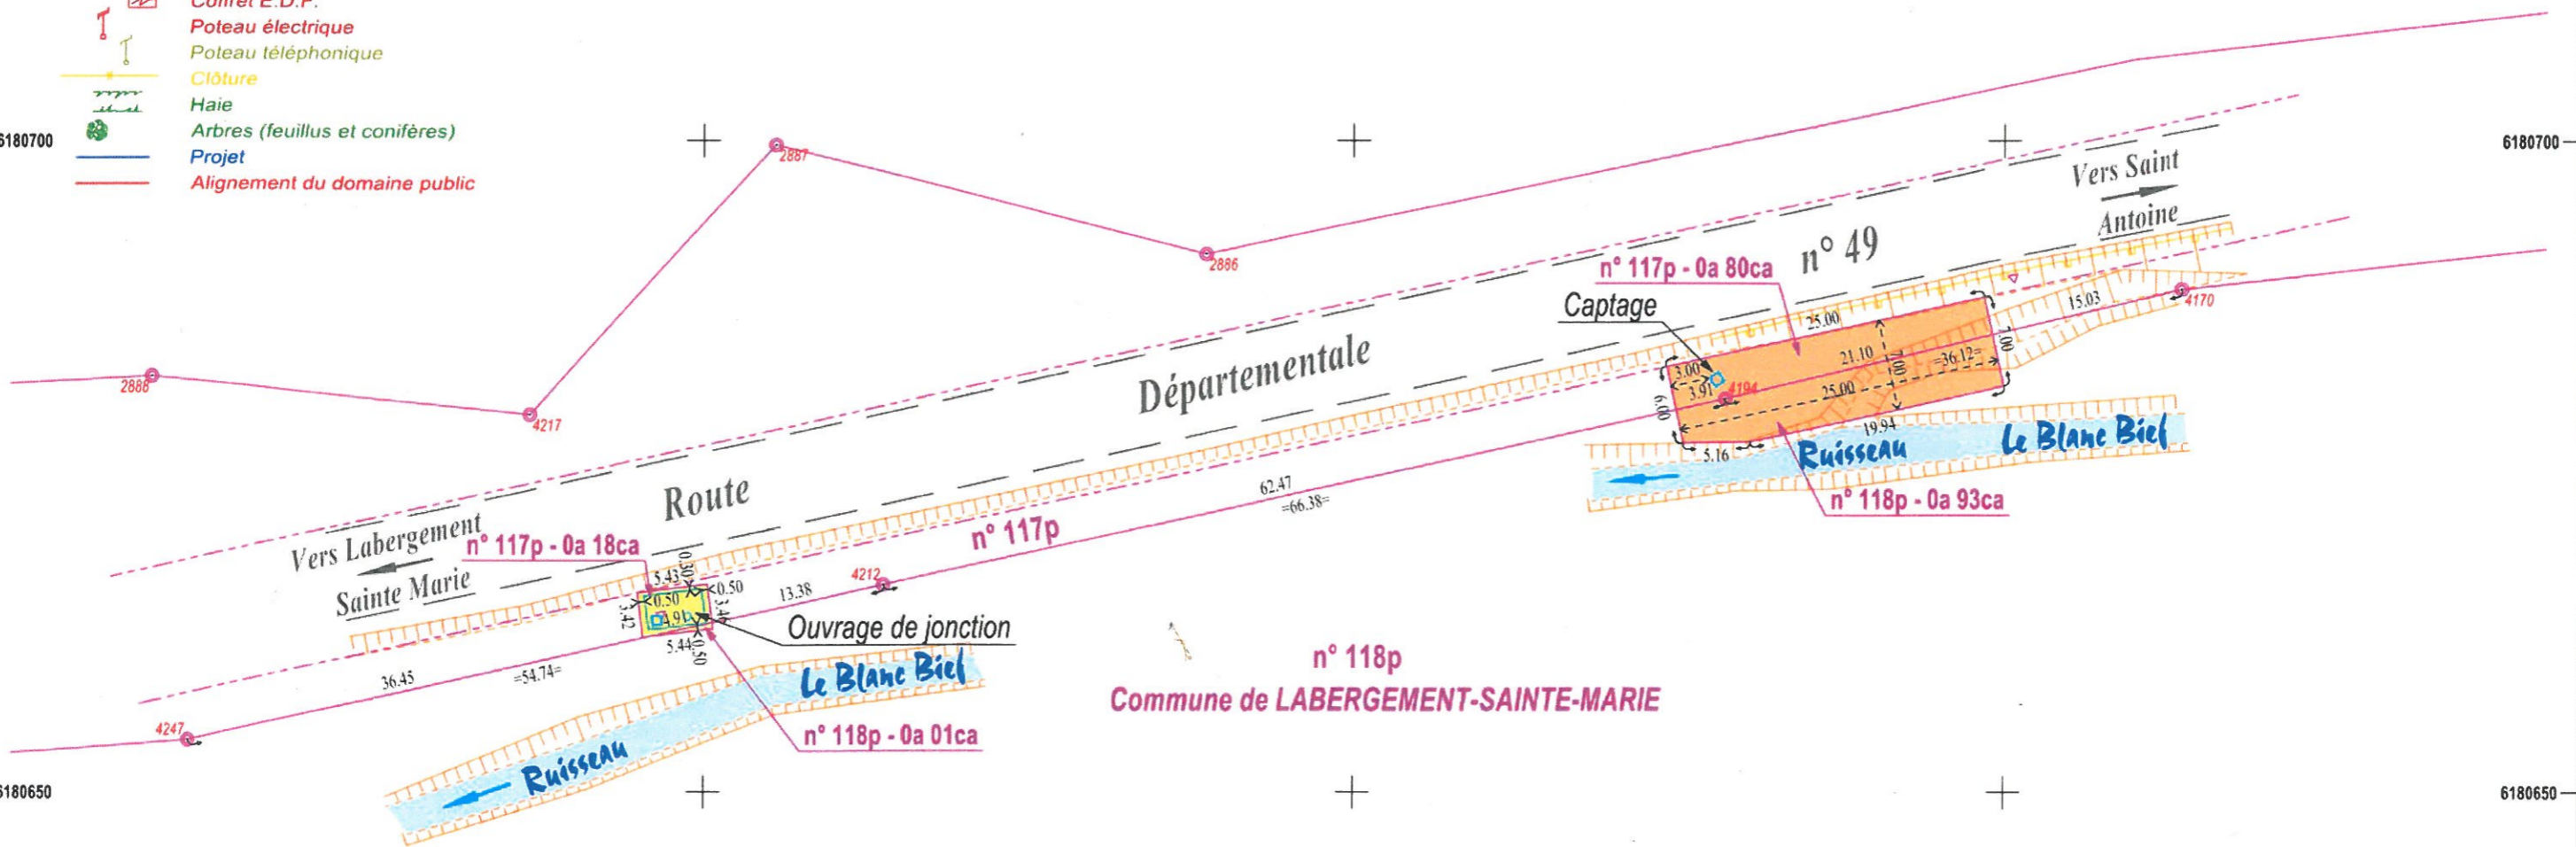 Coffret E.D.F.
Poteau électrique
Poteau téléphonique
Clôture
Haie
Arbres (feuillus et conifères)
Projet
Alignement du domaine public
6180700
6180700
2887
2886
2888
4217
Vers Saint
Antoine
n° 49
n° 117p - 0a 80ca
Captage
Départementale
Route
25.00
15.03
4170
21.10
7.00
=36.12=
7.00
3.00
3.91
4194
25.00
6.00
19.94
5.16
Ruisseau
Le Blanc Bief
n° 118p - 0a 93ca
62.47
=66.38=
n° 117p
Vers Labergement
Sainte Marie
n° 117p - 0a 18ca
0.30
5.43
0.50
0.50
3.42
3.46
4.91
5.44
0.50
13.38
4212
Ouvrage de jonction
36.45
=54.74=
4247
Le Blanc Bief
Ruisseau
n° 118p - 0a 01ca
n° 118p
Commune de LABERGEMENT-SAINTE-MARIE
6180650
6180650